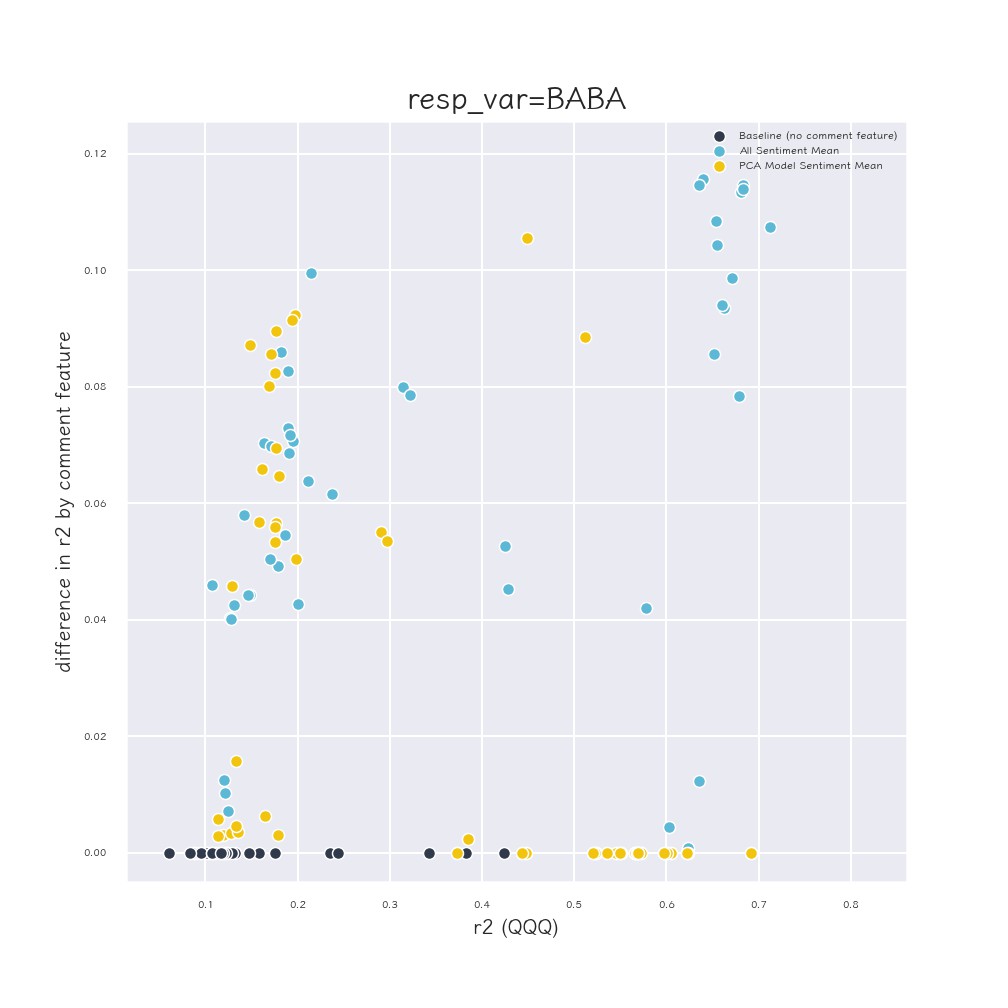 resp_var=BABA
Baseline (no comment feature)
All Sentiment Mean
PCA Model Sentiment Mean
difference in r2 by comment feature
0.12
0.10
0.08
0.06
0.04
0.02
0.00
0.1 0.2 0.3 0.4 0.5 0.6 0.7 0.8
r2 (QQQ)